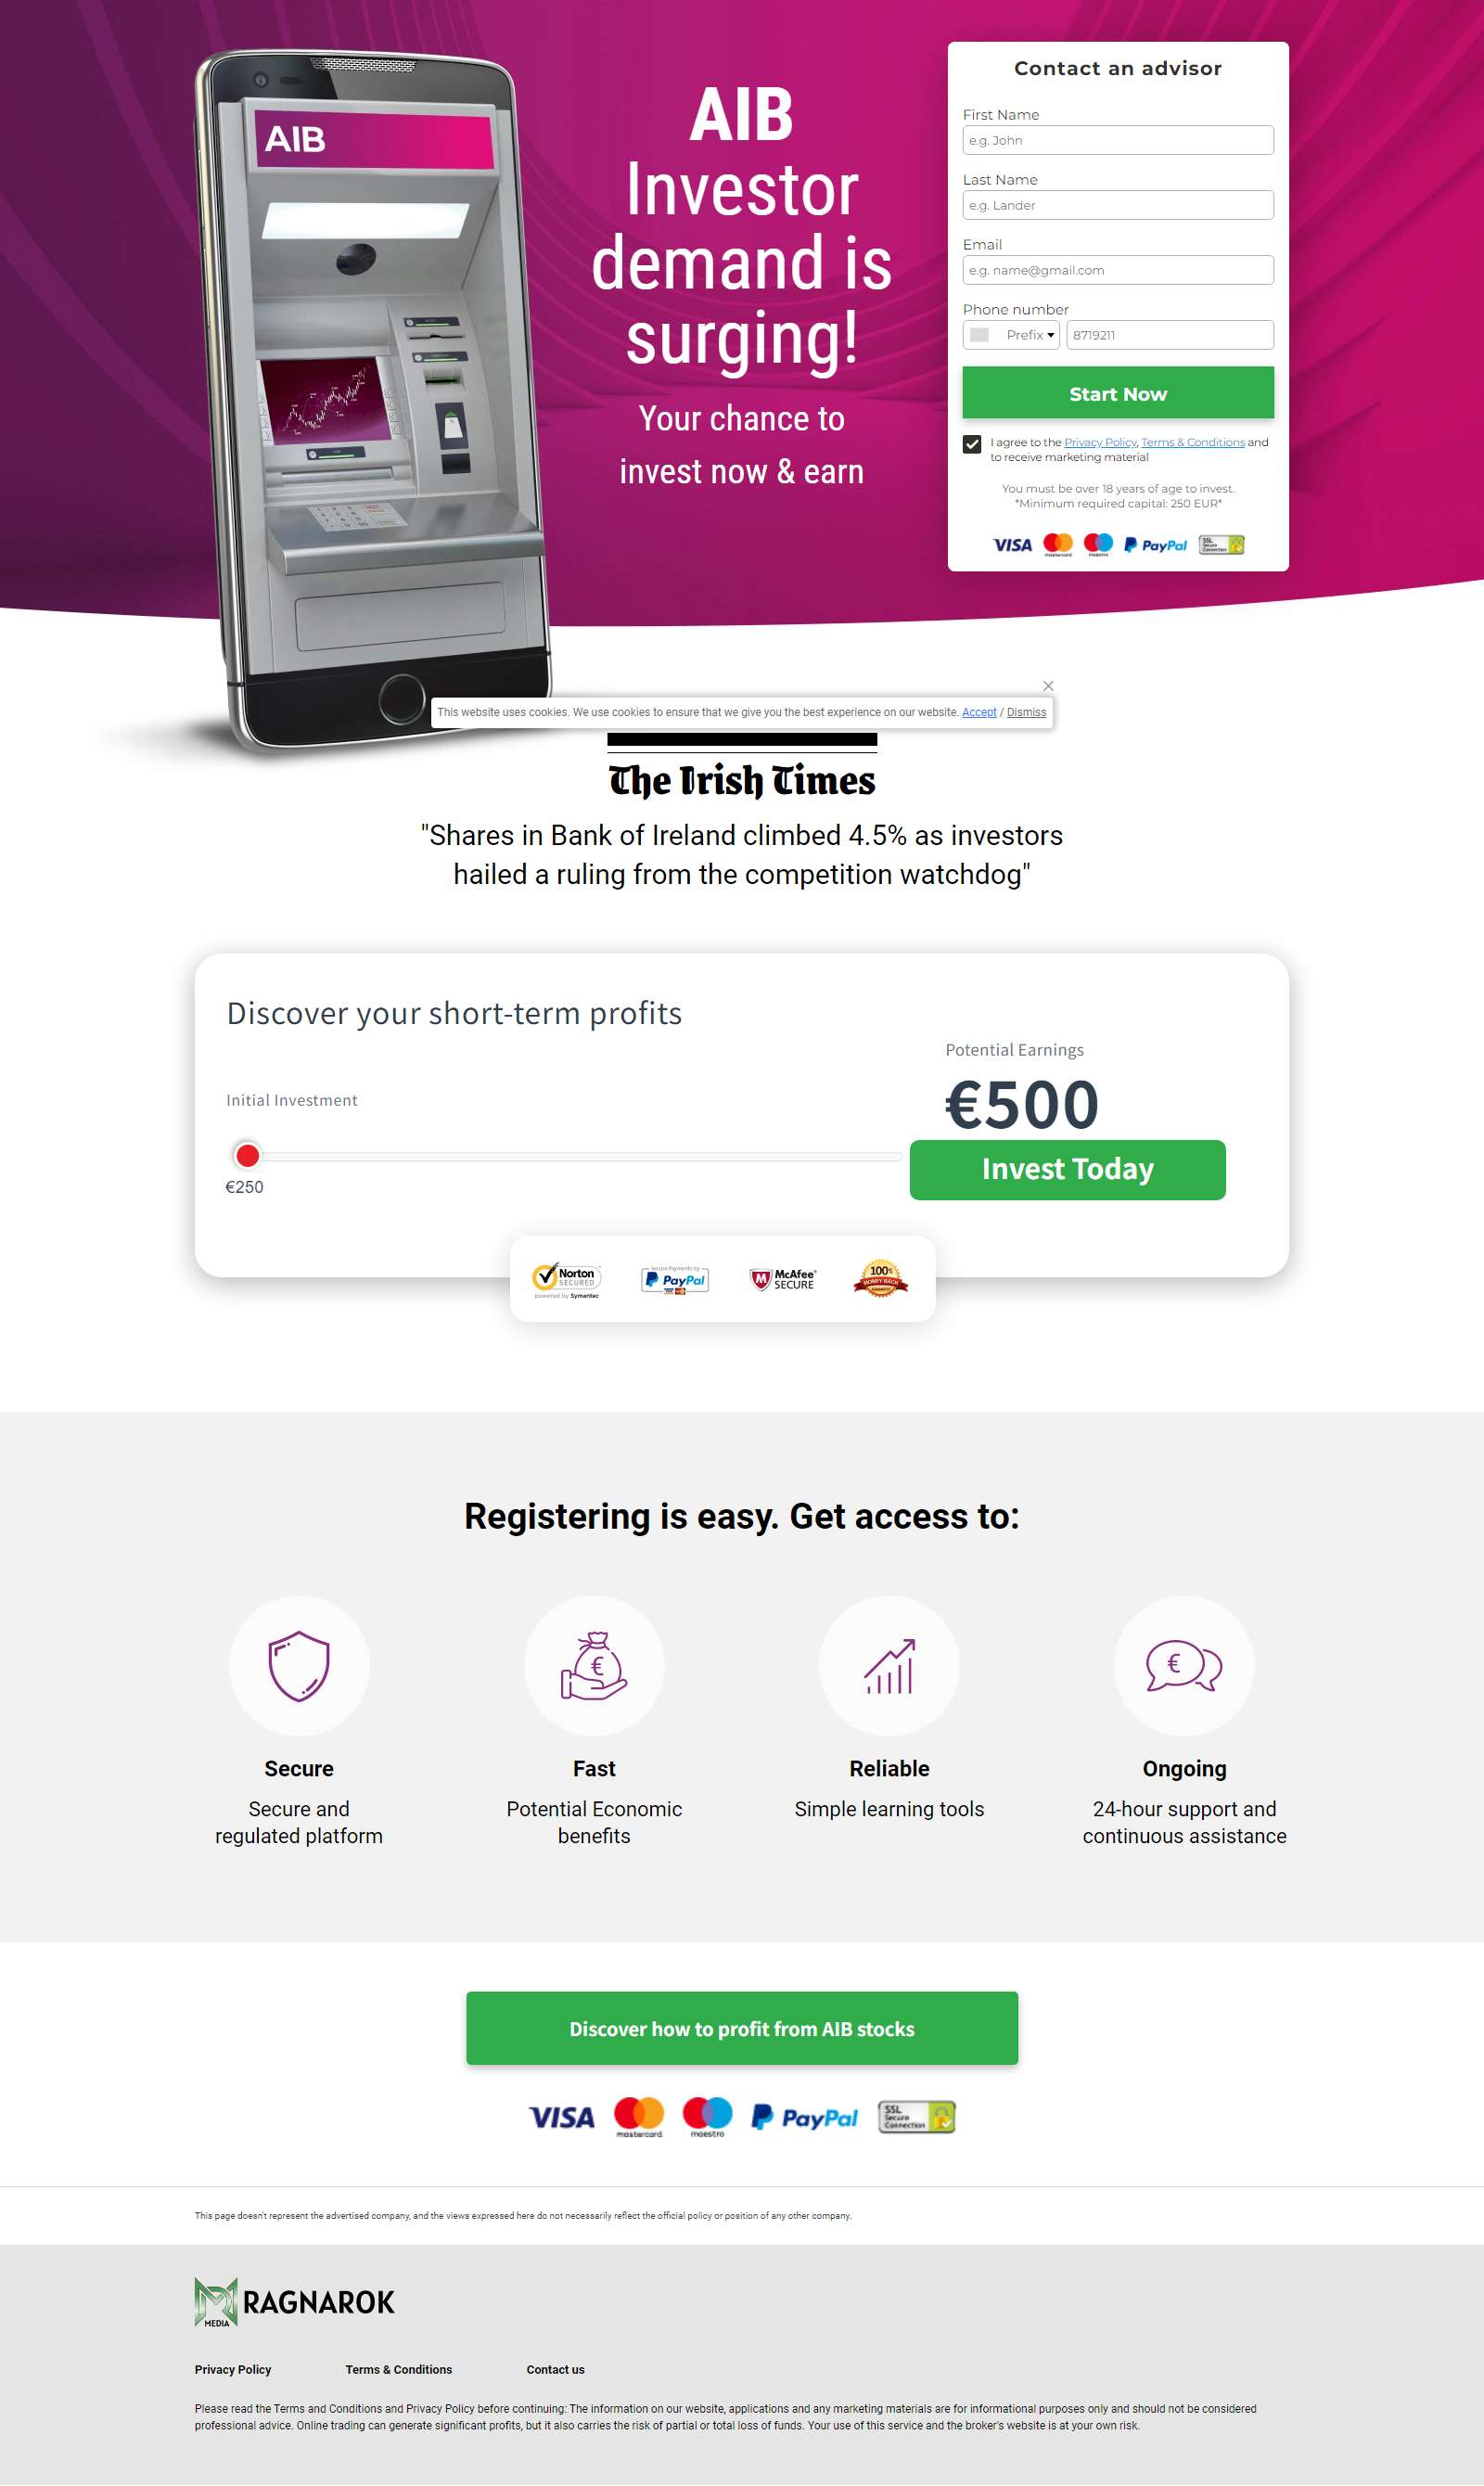 AIB
AIB
Investor
demand is
surging!
Your chance to
invest now & earn
Contact an advisor
First Name
e.g. John
Last Name
e.g. Lander
Email
e.g. name@gmail.com
Phone number
Prefix
8719211
Start Now
I agree to the Privacy Policy, Terms & Conditions and
to receive marketing material
You must be over 18 years of age to invest.
*Minimum required capital: 250 EUR*
VISA mastercard maestro PayPal SSL Secure Connection
This website uses cookies. We use cookies to ensure that we give you the best experience on our website. Accept / Dismiss
The Irish Times
"Shares in Bank of Ireland climbed 4.5% as investors
hailed a ruling from the competition watchdog"
Discover your short-term profits
Potential Earnings
€500
Initial Investment
€250
Invest Today
Norton
SECURED
powered by Symantec
Secure Payments by
PayPal
McAfee
SECURE
100%
MONEY BACK
Registering is easy. Get access to:
€
€
Secure
Secure and
regulated platform
Fast
Potential Economic
benefits
Reliable
Simple learning tools
Ongoing
24-hour support and
continuous assistance
Discover how to profit from AIB stocks
VISA mastercard maestro PayPal SSL Secure Connection
This page doesn't represent the advertised company, and the views expressed here do not necessarily reflect the official policy or position of any other company.
MEDIA RAGNAROK
Privacy Policy
Terms & Conditions
Contact us
Please read the Terms and Conditions and Privacy Policy before continuing: The information on our website, applications and any marketing materials are for informational purposes only and should not be considered
professional advice. Online trading can generate significant profits, but it also carries the risk of partial or total loss of funds. Your use of this service and the broker's website is at your own risk.